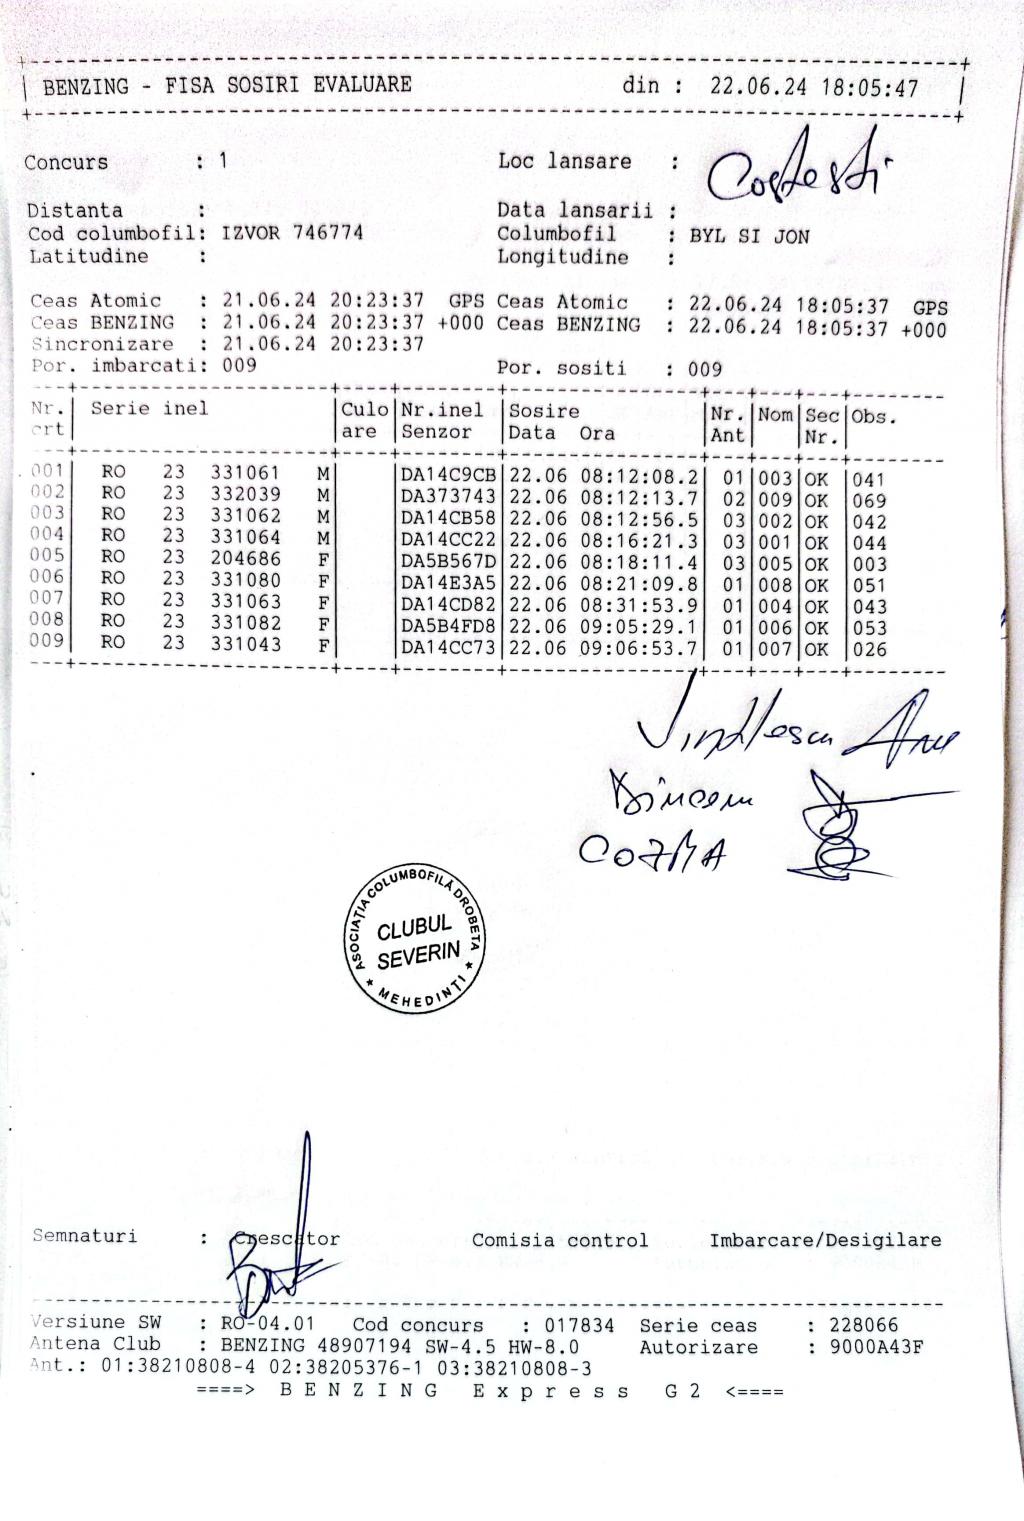 BENZING - FISA SOSIRI EVALUARE din : 22.06.24 18:05:47
Concurs : 1 Loc lansare : Costesti
Distanta : Data lansarii :
Cod columbofil: IZVOR 746774 Columbofil : BYL SI JON
Latitudine : Longitudine :
Ceas Atomic : 21.06.24 20:23:37 GPS Ceas Atomic : 22.06.24 18:05:37 GPS
Ceas BENZING : 21.06.24 20:23:37 +000 Ceas BENZING : 22.06.24 18:05:37 +000
Sincronizare : 21.06.24 20:23:37
Por. imbarcati: 009 Por. sositi : 009
Nr. Serie inel Culo Nr.inel Sosire Nr. Nom Sec Obs.
crt are Senzor Data Ora Ant Nr.
001 RO 23 331061 M DA14C9CB 22.06 08:12:08.2 01 003 OK 041
002 RO 23 332039 M DA373743 22.06 08:12:13.7 02 009 OK 069
003 RO 23 331062 M DA14CB58 22.06 08:12:56.5 03 002 OK 042
004 RO 23 331064 M DA14CC22 22.06 08:16:21.3 03 001 OK 044
005 RO 23 204686 F DA5B567D 22.06 08:18:11.4 03 005 OK 003
006 RO 23 331080 F DA14E3A5 22.06 08:21:09.8 01 008 OK 051
007 RO 23 331063 F DA14CD82 22.06 08:31:53.9 01 004 OK 043
008 RO 23 331082 F DA5B4FD8 22.06 09:05:29.1 01 006 OK 053
009 RO 23 331043 F DA14CC73 22.06 09:06:53.7 01 007 OK 026
COZMA
ASOCIAȚIA COLUMBOFILĂ DROBETA
CLUBUL
SEVERIN
* MEHEDINȚI *
Semnaturi : Crescator Comisia control Imbarcare/Desigilare
Versiune SW : RO-04.01 Cod concurs : 017834 Serie ceas : 228066
Antena Club : BENZING 48907194 SW-4.5 HW-8.0 Autorizare : 9000A43F
Ant.: 01:38210808-4 02:38205376-1 03:38210808-3
====> B E N Z I N G E x p r e s s G 2 <====